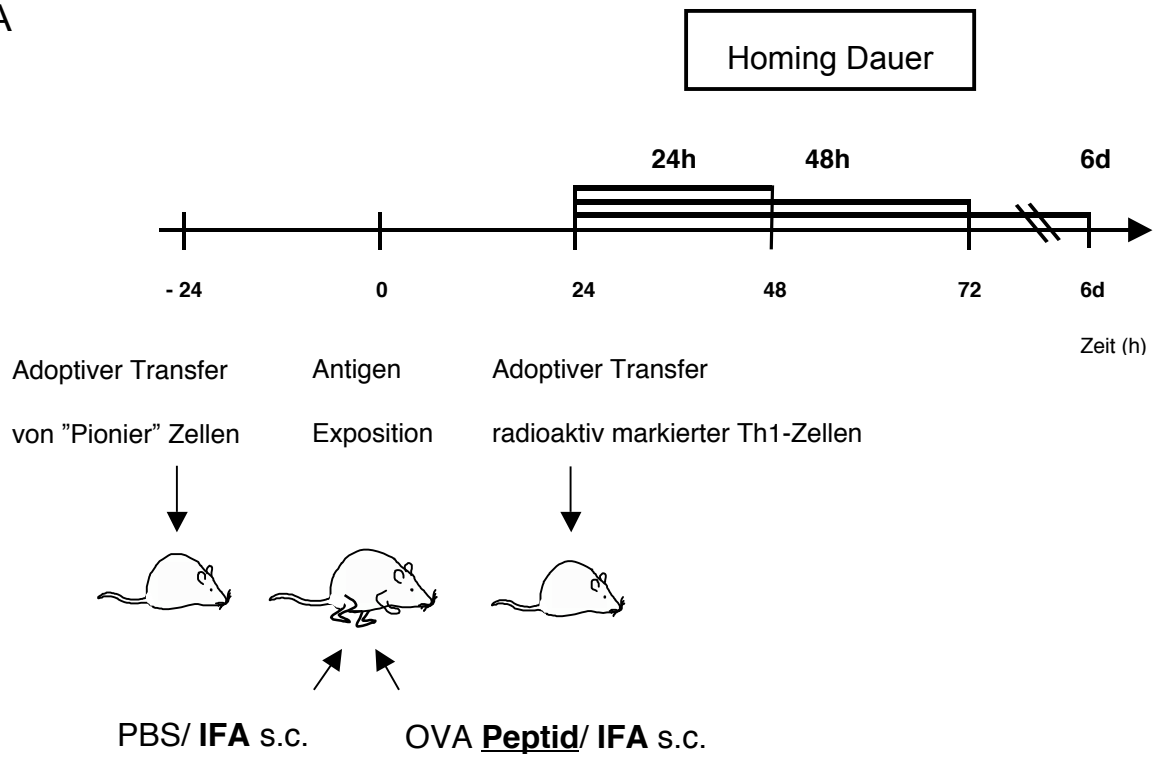 A
Homing Dauer
24h 48h 6d
- 24 0 24 48 72 6d
Zeit (h)
Adoptiver Transfer Antigen Adoptiver Transfer
von ”Pionier” Zellen Exposition radioaktiv markierter Th1-Zellen
PBS/ IFA s.c. OVA Peptid/ IFA s.c.